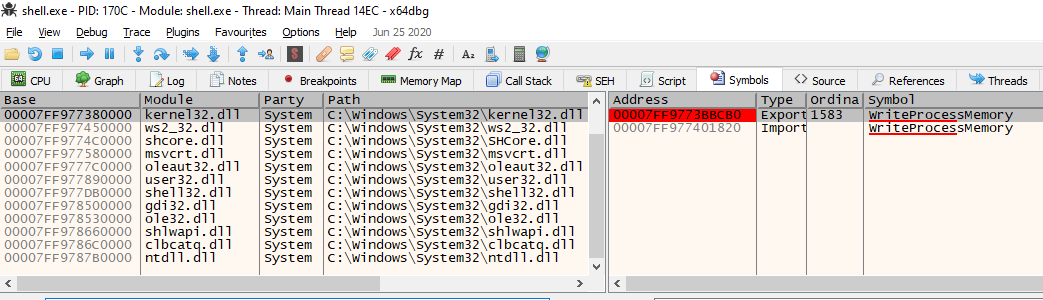 shell.exe - PID: 170C - Module: shell.exe - Thread: Main Thread 14EC - x64dbg
File View Debug Trace Plugins Favourites Options Help Jun 25 2020
fx # A2
64 CPU Graph Log Notes Breakpoints Memory Map Call Stack SEH Script Symbols Source References Threads
Base Module Party Path
00007FF977380000 kernel32.dll System C:\Windows\System32\kernel32.dll
00007FF977450000 ws2_32.dll System C:\Windows\System32\ws2_32.dll
00007FF9774C0000 shcore.dll System C:\Windows\System32\SHCore.dll
00007FF977580000 msvcrt.dll System C:\Windows\System32\msvcrt.dll
00007FF9777C0000 oleaut32.dll System C:\Windows\System32\oleaut32.dll
00007FF977890000 user32.dll System C:\Windows\System32\user32.dll
00007FF977DB0000 shell32.dll System C:\Windows\System32\shell32.dll
00007FF978500000 gdi32.dll System C:\Windows\System32\gdi32.dll
00007FF978530000 ole32.dll System C:\Windows\System32\ole32.dll
00007FF978660000 shlwapi.dll System C:\Windows\System32\shlwapi.dll
00007FF9786C0000 clbcatq.dll System C:\Windows\System32\clbcatq.dll
00007FF9787B0000 ntdll.dll System C:\Windows\System32\ntdll.dll
Address Type Ordina Symbol
00007FF9773BBCB0 Export 1583 WriteProcessMemory
00007FF977401820 Import WriteProcessMemory